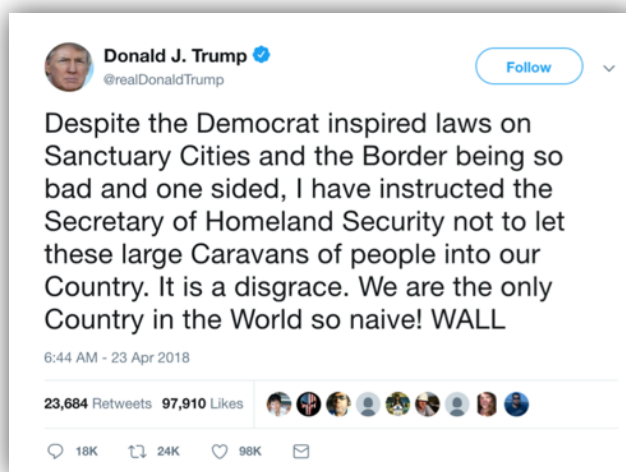 Donald J. Trump
@realDonaldTrump
Follow
Despite the Democrat inspired laws on
Sanctuary Cities and the Border being so
bad and one sided, I have instructed the
Secretary of Homeland Security not to let
these large Caravans of people into our
Country. It is a disgrace. We are the only
Country in the World so naive! WALL
6:44 AM - 23 Apr 2018
23,684 Retweets 97,910 Likes
18K 24K 98K